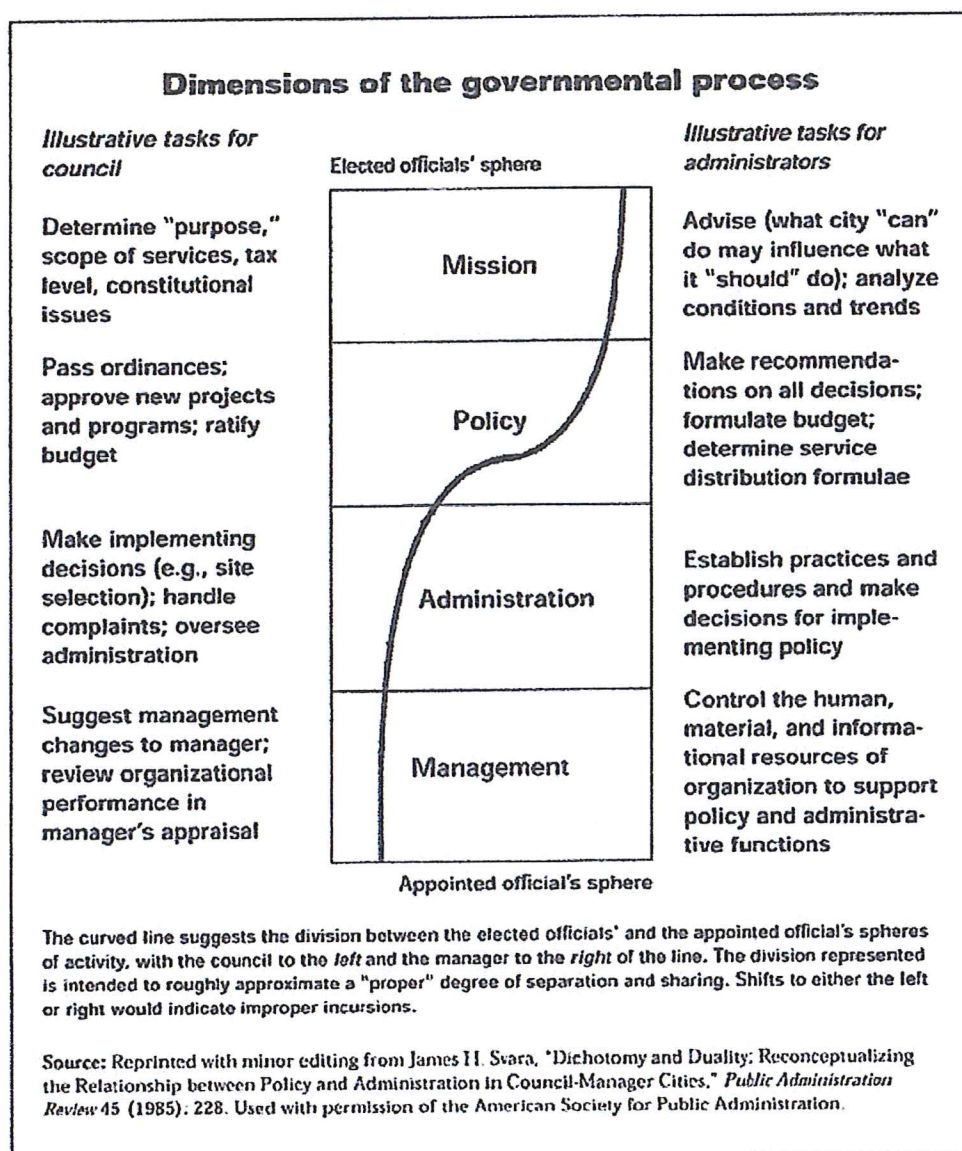 Dimensions of the governmental process
Illustrative tasks for
council
Elected officials' sphere
Illustrative tasks for
administrators
Determine "purpose,"
scope of services, tax
level, constitutional
issues
Mission
Advise (what city "can"
do may influence what
it "should" do); analyze
conditions and trends
Pass ordinances;
approve new projects
and programs; ratify
budget
Policy
Make recommenda-
tions on all decisions;
formulate budget;
determine service
distribution formulae
Make implementing
decisions (e.g., site
selection); handle
complaints; oversee
administration
Administration
Establish practices and
procedures and make
decisions for imple-
menting policy
Suggest management
changes to manager;
review organizational
performance in
manager's appraisal
Management
Control the human,
material, and informa-
tional resources of
organization to support
policy and administra-
tive functions
Appointed official's sphere
The curved line suggests the division between the elected officials' and the appointed official's spheres
of activity, with the council to the left and the manager to the right of the line. The division represented
is intended to roughly approximate a "proper" degree of separation and sharing. Shifts to either the left
or right would indicate improper incursions.
Source: Reprinted with minor editing from James H. Svara, "Dichotomy and Duality: Reconceptualizing
the Relationship between Policy and Administration in Council-Manager Cities," Public Administration
Review 45 (1985): 228. Used with permission of the American Society for Public Administration.